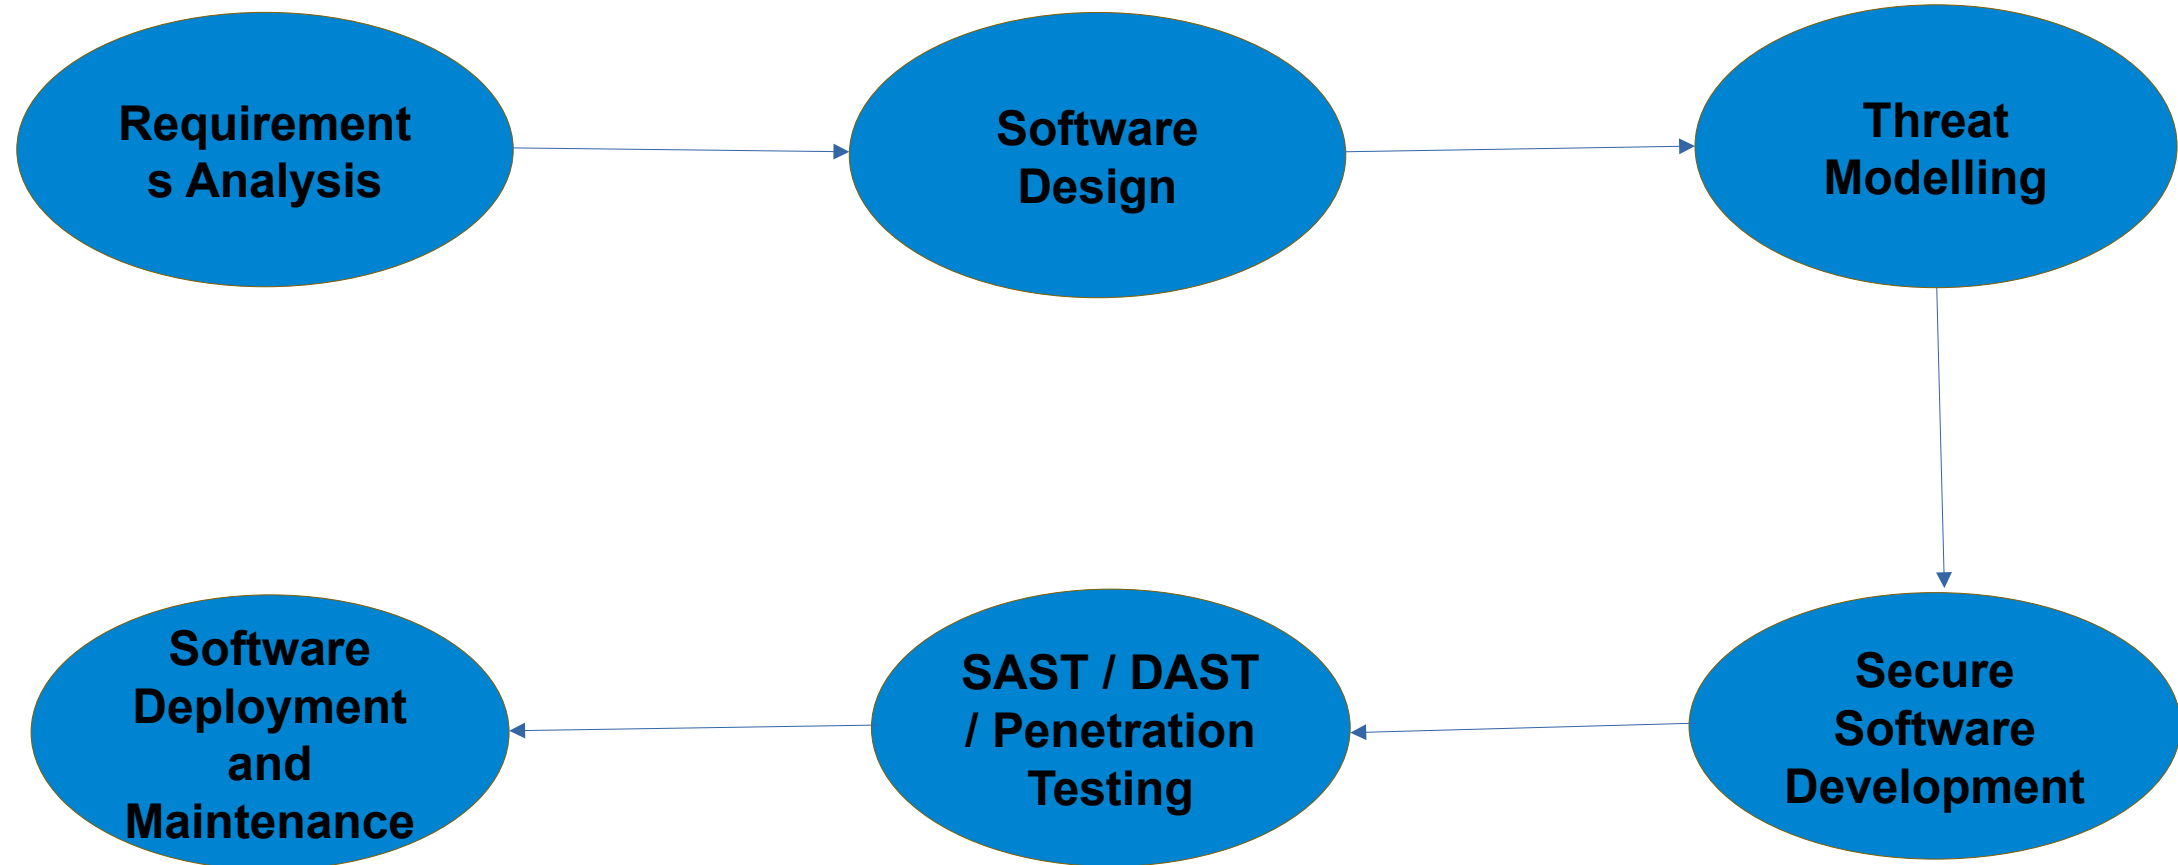 Requirement
s Analysis
Software
Design
Threat
Modelling
Secure
Software
Development
SAST / DAST
/ Penetration
Testing
Software
Deployment
and
Maintenance